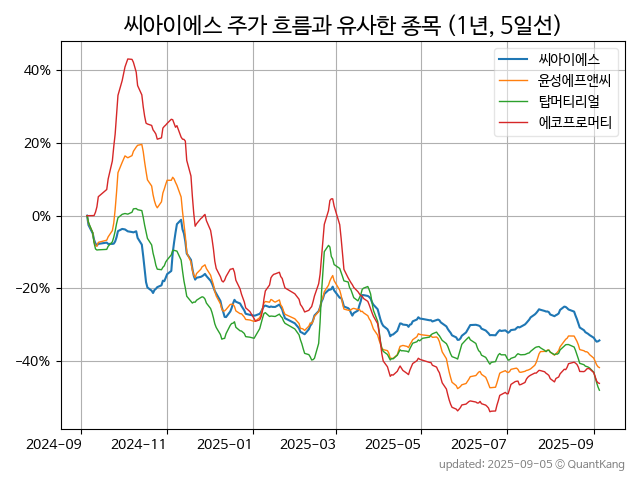 씨아이에스 주가 흐름과 유사한 종목 (1년, 5일선)
씨아이에스
윤성에프앤씨
탑머티리얼
에코프로머티
40%
20%
0%
−20%
−40%
2024-09 2024-11 2025-01 2025-03 2025-05 2025-07 2025-09
updated: 2025-09-05 © QuantKang